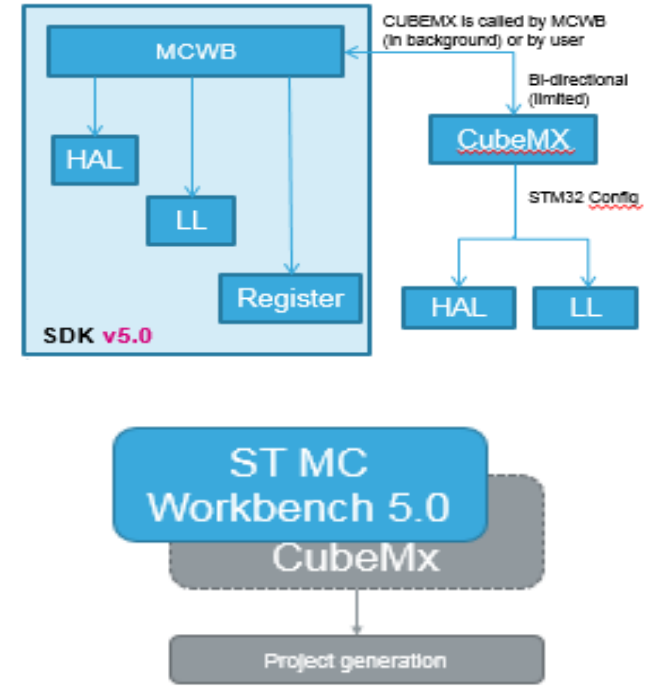 CUBEMX is called by MCWB
(in background) or by user
MCWB
Bi-directional
(limited)
HAL
CubeMX
LL
STM32 Config
Register
HAL
LL
SDK v5.0
ST MC
Workbench 5.0
CubeMx
Project generation